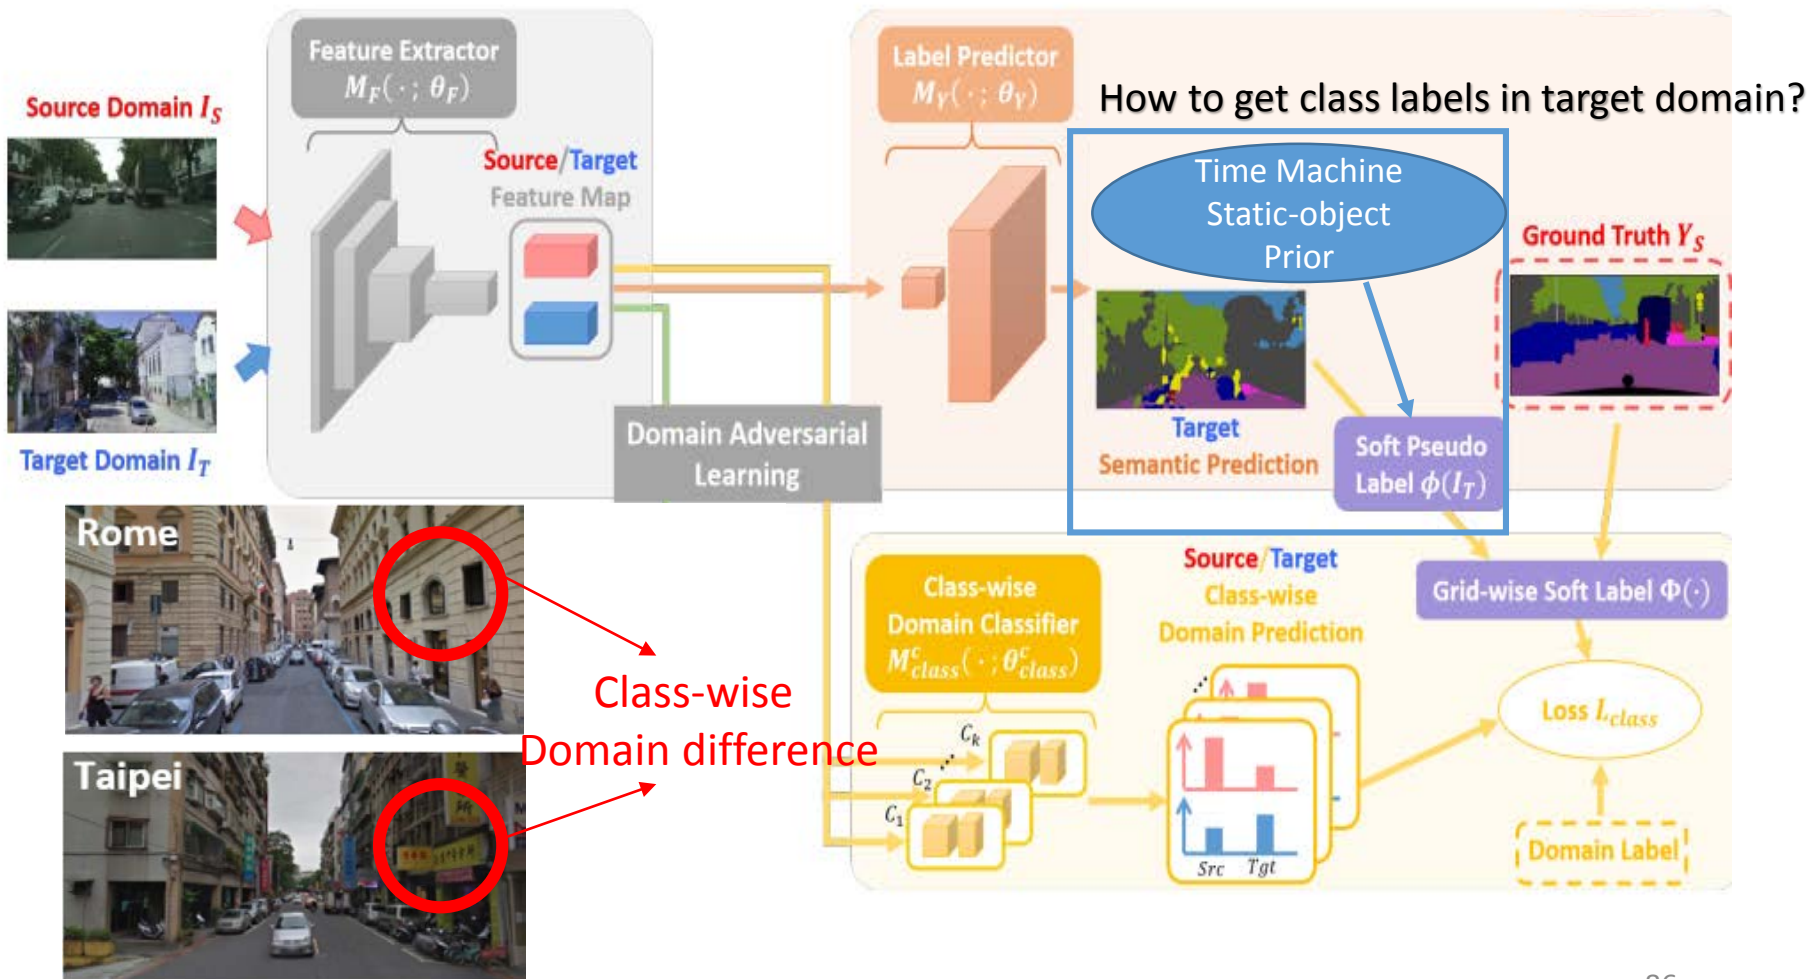 Feature Extractor
M_F(· ; θ_F)
Label Predictor
M_Y(· ; θ_Y)
How to get class labels in target domain?
Source Domain I_S
Source/Target
Feature Map
Time Machine
Static-object
Prior
Ground Truth Y_S
Target Domain I_T
Domain Adversarial
Learning
Target
Semantic Prediction
Soft Pseudo
Label ϕ(I_T)
Rome
Class-wise
Domain difference
Taipei
Class-wise
Domain Classifier
M^c_class(· ; θ^c_class)
Source/Target
Class-wise
Domain Prediction
Grid-wise Soft Label Φ(·)
Loss L_class
C_k
C_2
C_1
Src Tgt
Domain Label